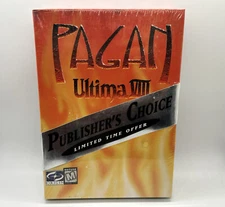 PAGAN
Ultima VIII
PUBLISHER'S CHOICE
LIMITED TIME OFFER